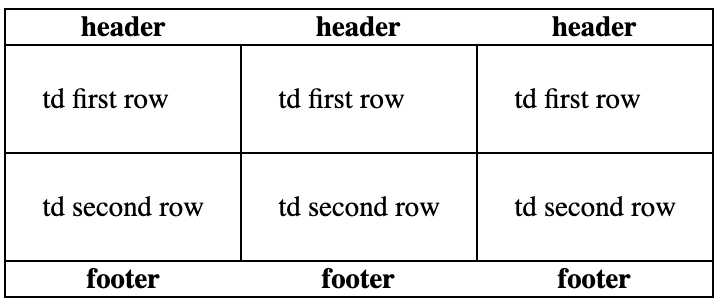 header header header
td first row td first row td first row
td second row td second row td second row
footer footer footer